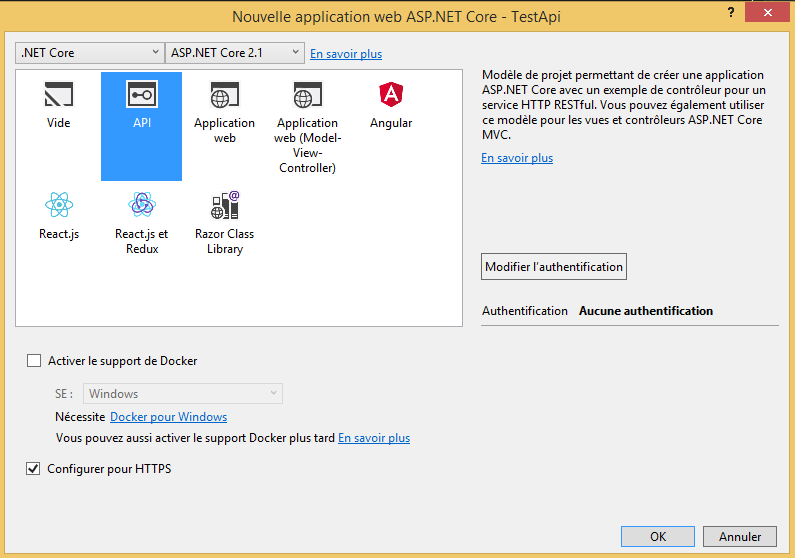 Nouvelle application web ASP.NET Core - TestApi
?
.NET Core
ASP.NET Core 2.1
En savoir plus
Vide
API
Application
web
Application
web (Model-
View-
Controller)
Angular
React.js
React.js et
Redux
Razor Class
Library
Modèle de projet permettant de créer une application
ASP.NET Core avec un exemple de contrôleur pour un
service HTTP RESTful. Vous pouvez également utiliser
ce modèle pour les vues et contrôleurs ASP.NET Core
MVC.
En savoir plus
Modifier l'authentification
Authentification Aucune authentification
Activer le support de Docker
SE : Windows
Nécessite Docker pour Windows
Vous pouvez aussi activer le support Docker plus tard En savoir plus
Configurer pour HTTPS
OK
Annuler